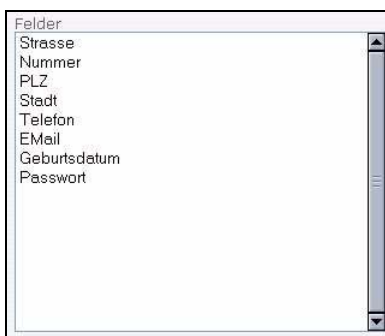 Felder
Strasse
Nummer
PLZ
Stadt
Telefon
EMail
Geburtsdatum
Passwort